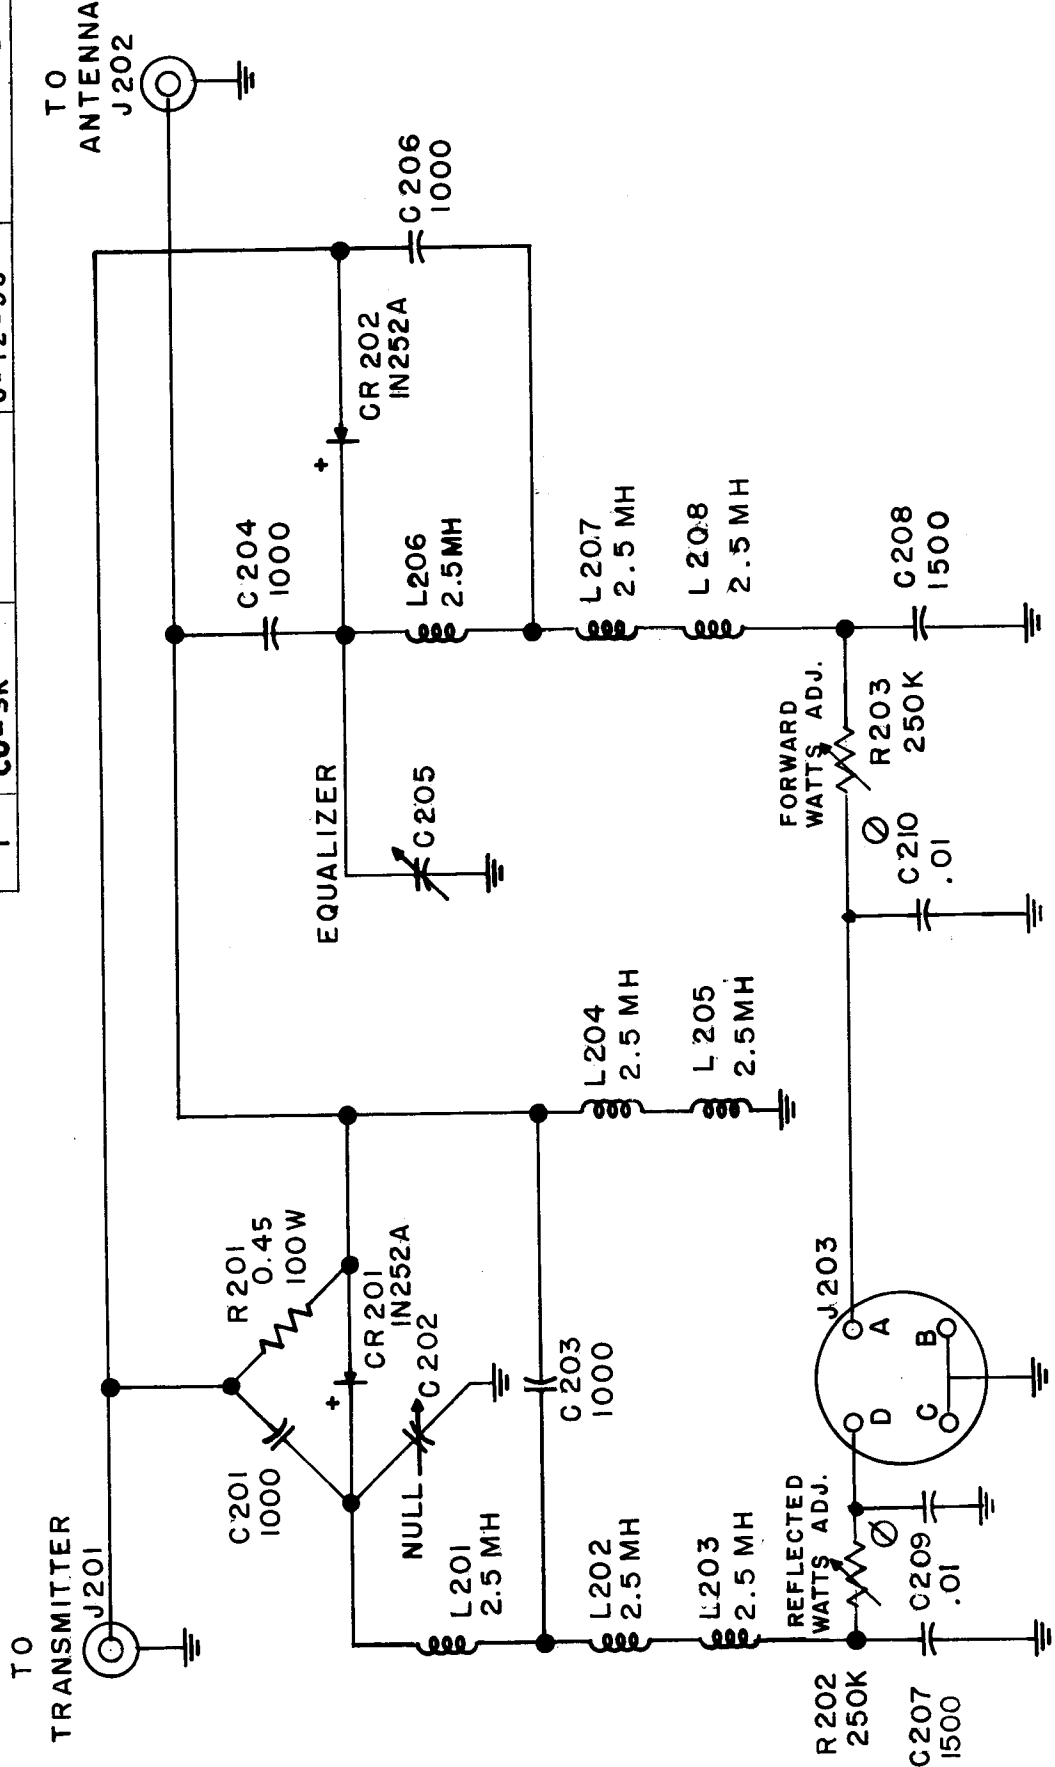 TO
TRANSMITTER
J201
TO
ANTENNA
J202
R201
0.45
100W
C201
1000
CR201
IN252A
+
NULL
C202
L201
2.5 MH
C203
1000
L202
2.5 MH
L203
2.5 MH
REFLECTED
WATTS ADJ.
R202
250K
C207
1500
C209
.01
J203
D
A
C
B
L204
2.5 MH
L205
2.5MH
EQUALIZER
C205
C204
1000
L206
2.5MH
+
CR202
IN252A
C206
1000
L207
2.5 MH
L208
2.5 MH
FORWARD
WATTS ADJ.
R203
250K
C210
.01
C208
1500